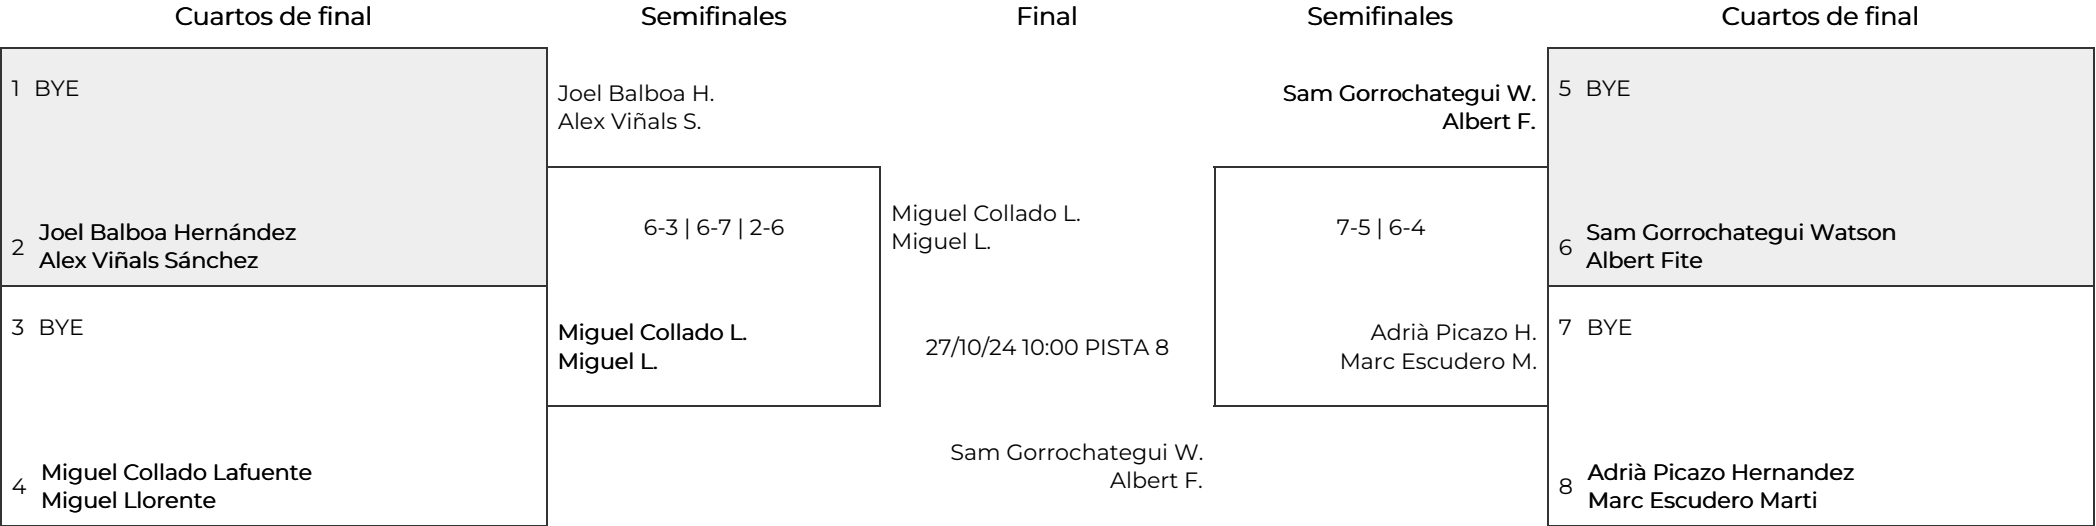 Cuartos de final
Semifinales
Final
Semifinales
Cuartos de final
1 BYE
2 Joel Balboa Hernández
Alex Viñals Sánchez
3 BYE
4 Miguel Collado Lafuente
Miguel Llorente
Joel Balboa H.
Alex Viñals S.
6-3 | 6-7 | 2-6
Miguel Collado L.
Miguel L.
Miguel Collado L.
Miguel L.
27/10/24 10:00 PISTA 8
Sam Gorrochategui W.
Albert F.
Sam Gorrochategui W.
Albert F.
7-5 | 6-4
Adrià Picazo H.
Marc Escudero M.
5 BYE
6 Sam Gorrochategui Watson
Albert Fite
7 BYE
8 Adrià Picazo Hernandez
Marc Escudero Marti